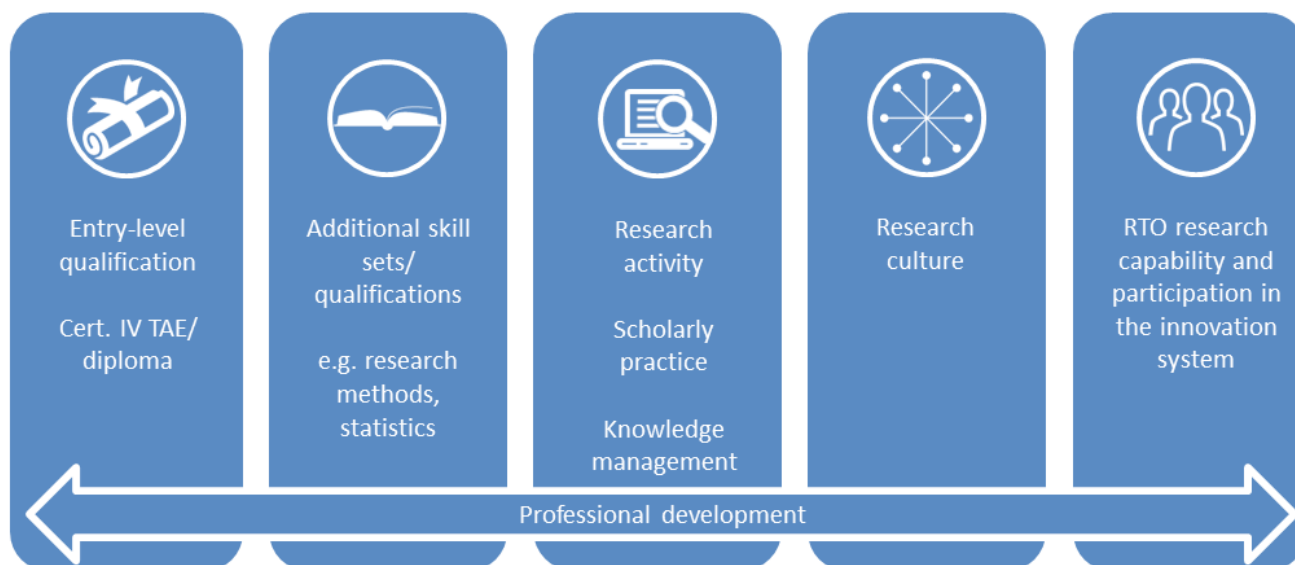 Entry-level
qualification
Cert. IV TAE/
diploma
Additional skill
sets/
qualifications
e.g. research
methods,
statistics
Research
activity
Scholarly
practice
Knowledge
management
Research
culture
RTO research
capability and
participation in
the innovation
system
Professional development